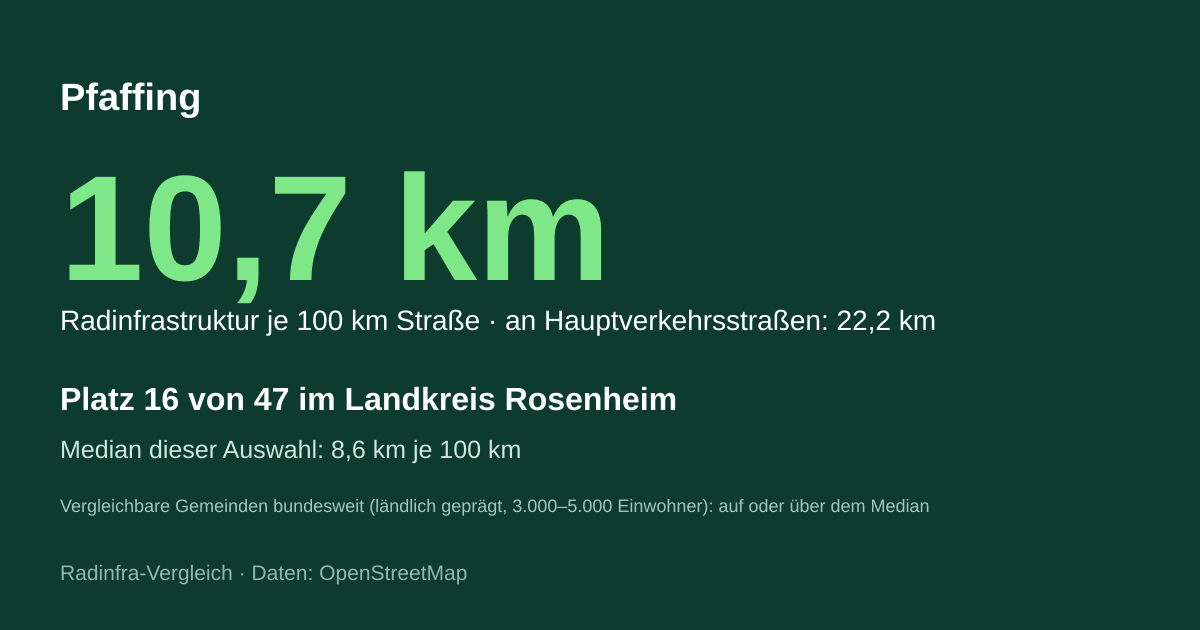 Pfaffing
10,7 km
Radinfrastruktur je 100 km Straße · an Hauptverkehrsstraßen: 22,2 km
Platz 16 von 47 im Landkreis Rosenheim
Median dieser Auswahl: 8,6 km je 100 km
Vergleichbare Gemeinden bundesweit (ländlich geprägt, 3.000–5.000 Einwohner): auf oder über dem Median
Radinfra-Vergleich · Daten: OpenStreetMap